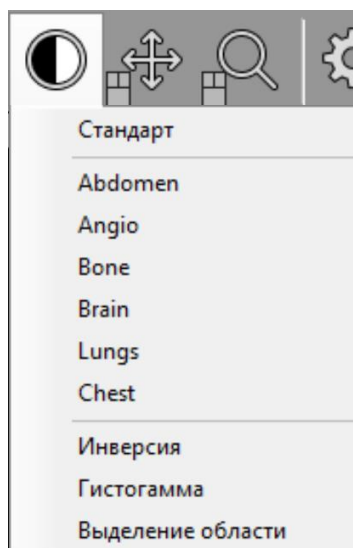 Стандарт
Abdomen
Angio
Bone
Brain
Lungs
Chest
Инверсия
Гистогамма
Выделение области